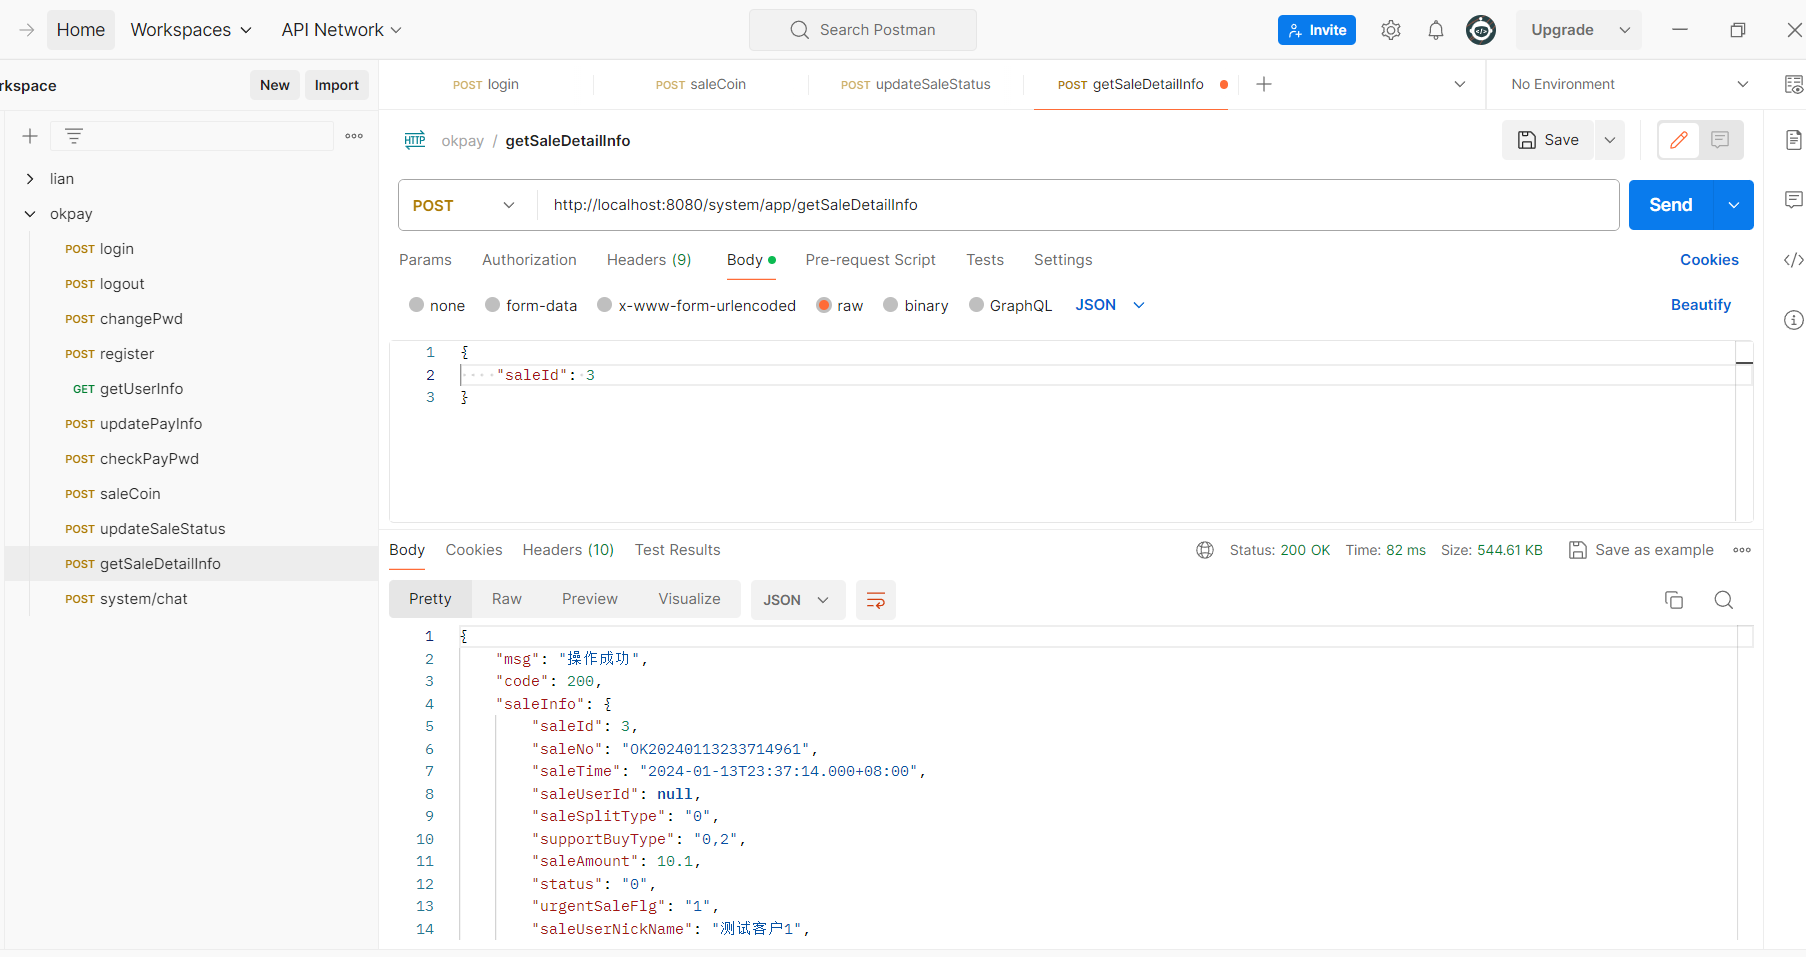 Home Workspaces API Network Search Postman Invite Upgrade
rkspace New Import
POST login POST saleCoin POST updateSaleStatus POST getSaleDetailInfo No Environment
HTTP okpay / getSaleDetailInfo Save
lian
okpay
POST login
POST logout
POST changePwd
POST register
GET getUserInfo
POST updatePayInfo
POST checkPayPwd
POST saleCoin
POST updateSaleStatus
POST getSaleDetailInfo
POST system/chat
POST http://localhost:8080/system/app/getSaleDetailInfo Send
Params Authorization Headers (9) Body Pre-request Script Tests Settings Cookies
none form-data x-www-form-urlencoded raw binary GraphQL JSON Beautify
1 {
2 "saleId": 3
3 }
Body Cookies Headers (10) Test Results Status: 200 OK Time: 82 ms Size: 544.61 KB Save as example
Pretty Raw Preview Visualize JSON
1 {
2 "msg": "操作成功",
3 "code": 200,
4 "saleInfo": {
5 "saleId": 3,
6 "saleNo": "OK20240113233714961",
7 "saleTime": "2024-01-13T23:37:14.000+08:00",
8 "saleUserId": null,
9 "saleSplitType": "0",
10 "supportBuyType": "0,2",
11 "saleAmount": 10.1,
12 "status": "0",
13 "urgentSaleFlg": "1",
14 "saleUserNickName": "测试客户1",